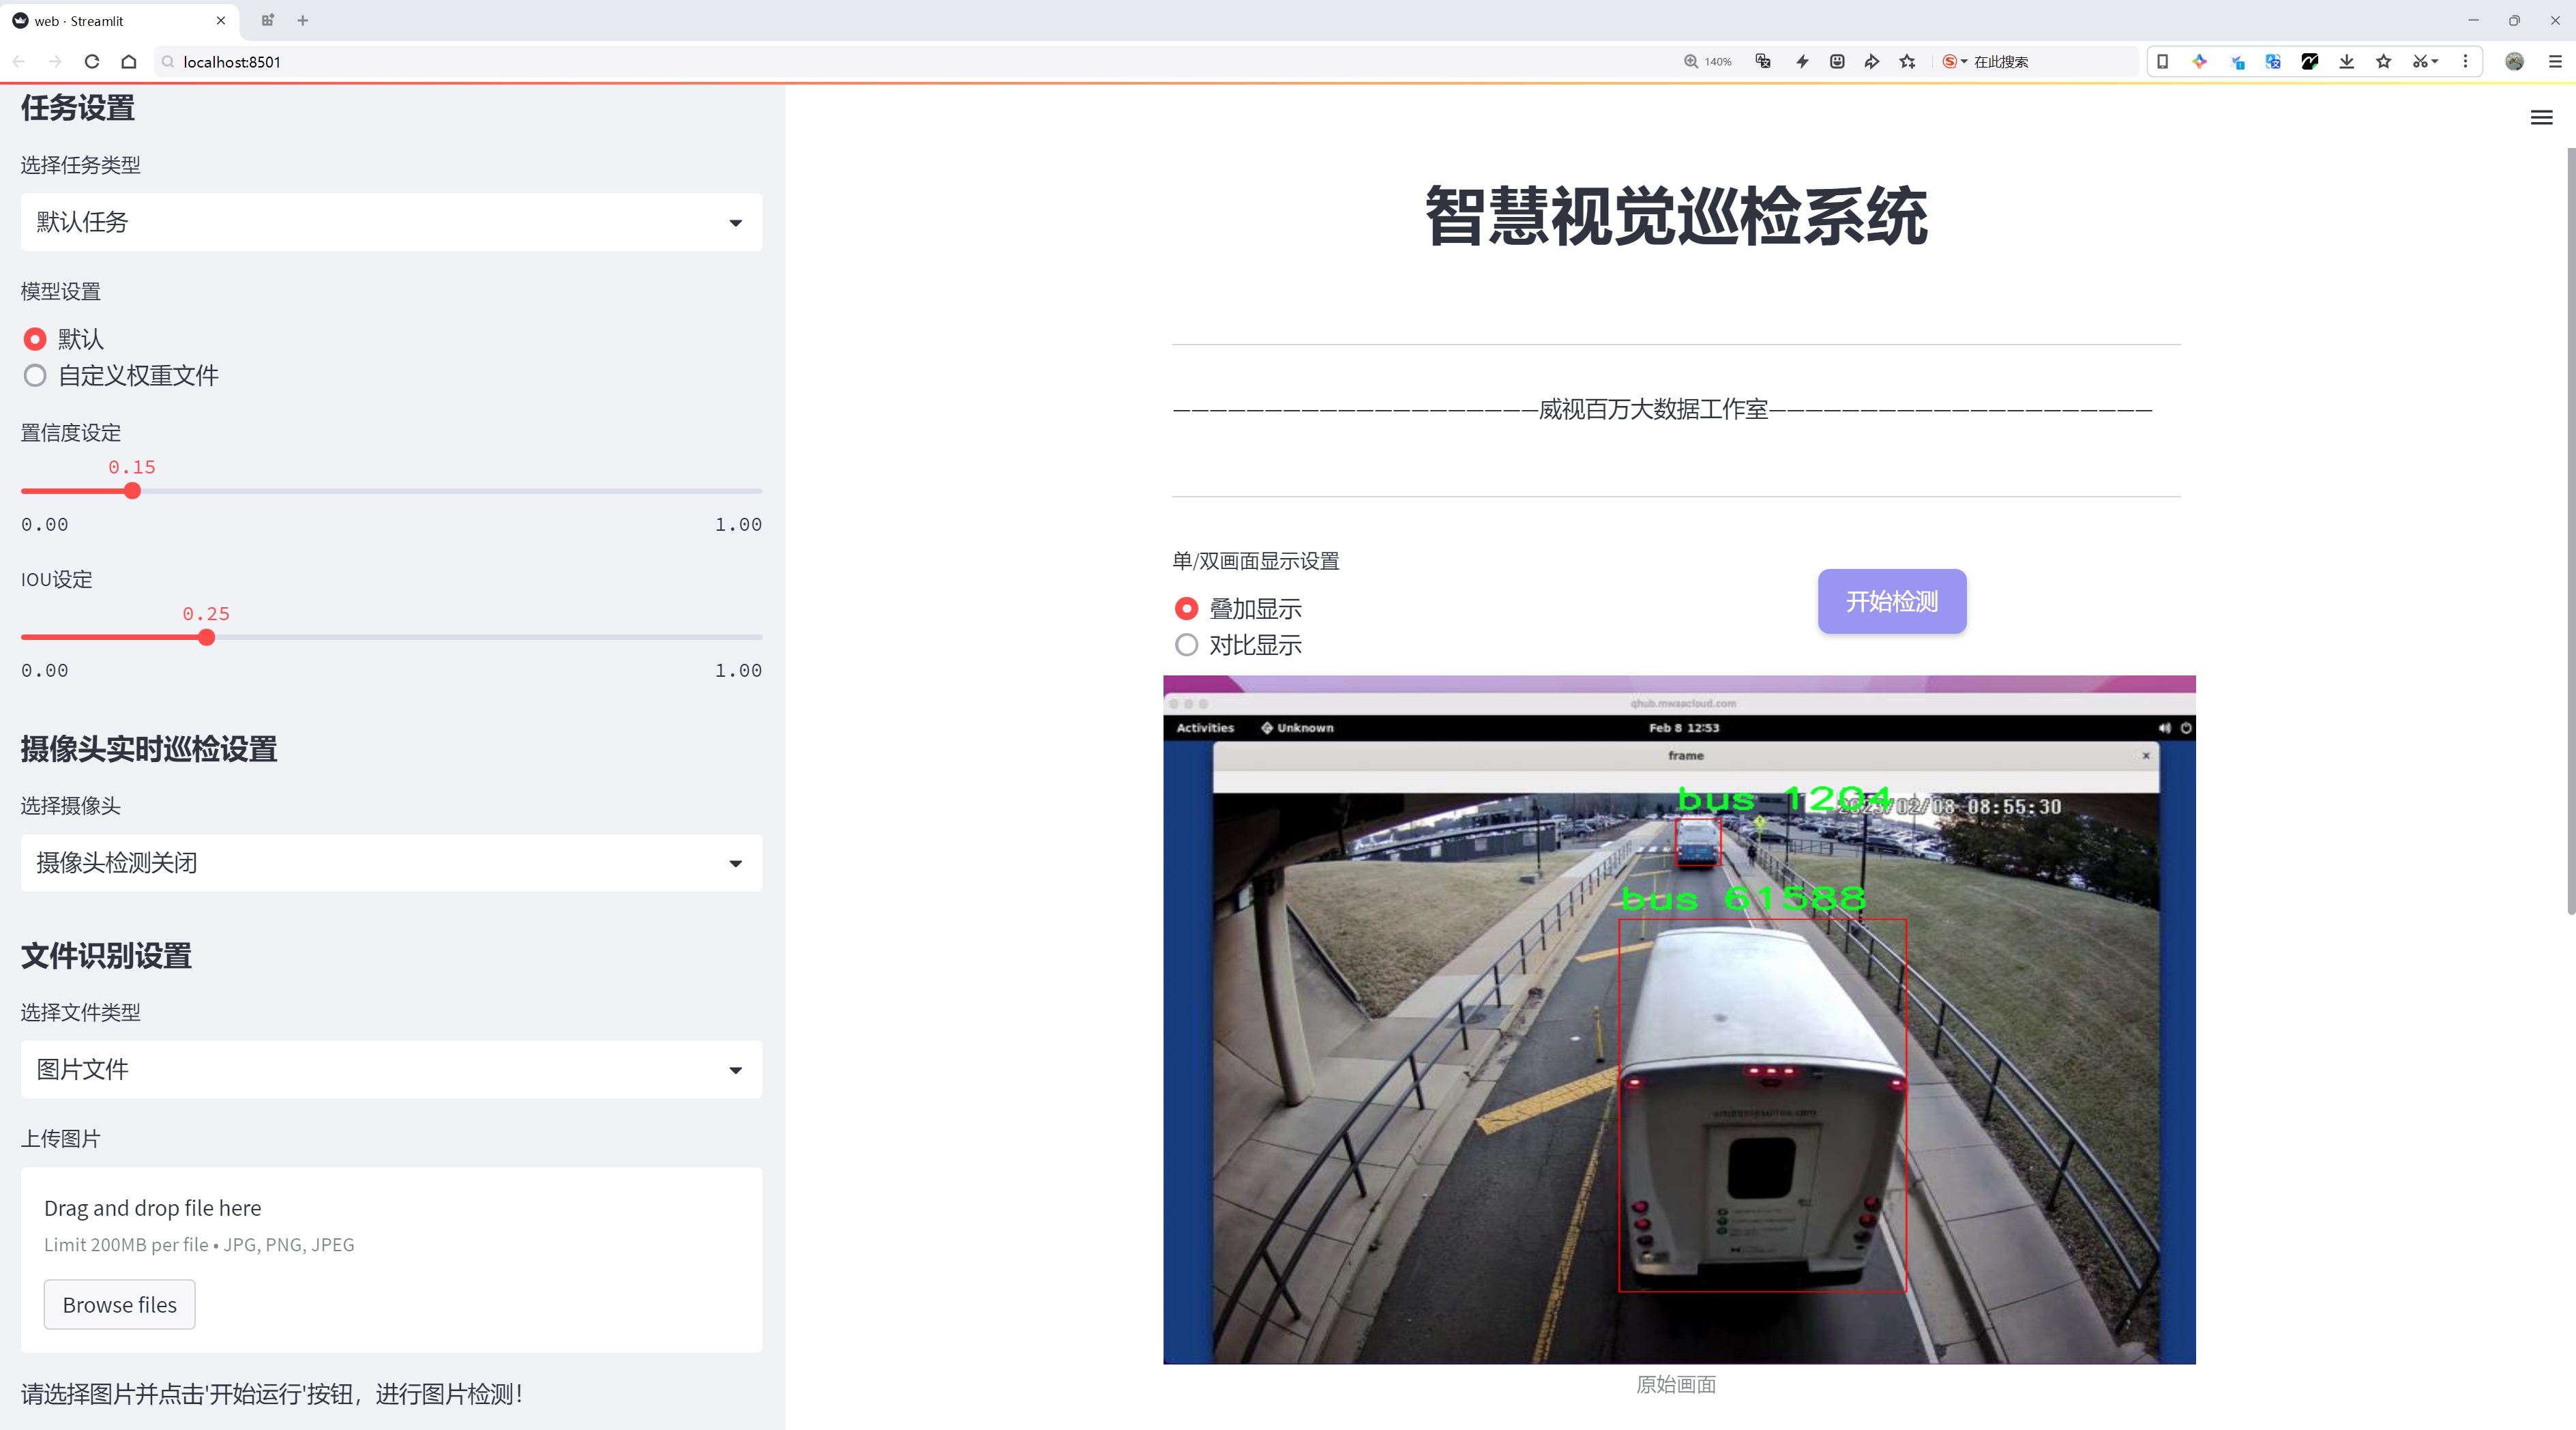 web · Streamlit
localhost:8501
140%
在此搜索
任务设置
选择任务类型
默认任务
模型设置
默认
自定义权重文件
置信度设定
0.15
0.00
1.00
IOU设定
0.25
0.00
1.00
摄像头实时巡检设置
选择摄像头
摄像头检测关闭
文件识别设置
选择文件类型
图片文件
上传图片
Drag and drop file here
Limit 200MB per file • JPG, PNG, JPEG
Browse files
请选择图片并点击'开始运行'按钮，进行图片检测！
智慧视觉巡检系统
————————————————————威视百万大数据工作室—————————————————————
单/双画面显示设置
叠加显示
对比显示
开始检测
qhub.mwaacloud.com
Activities
Unknown
Feb 8 12:53
frame
bus 1204
2023/02/08 08:55:30
bus 61588
原始画面